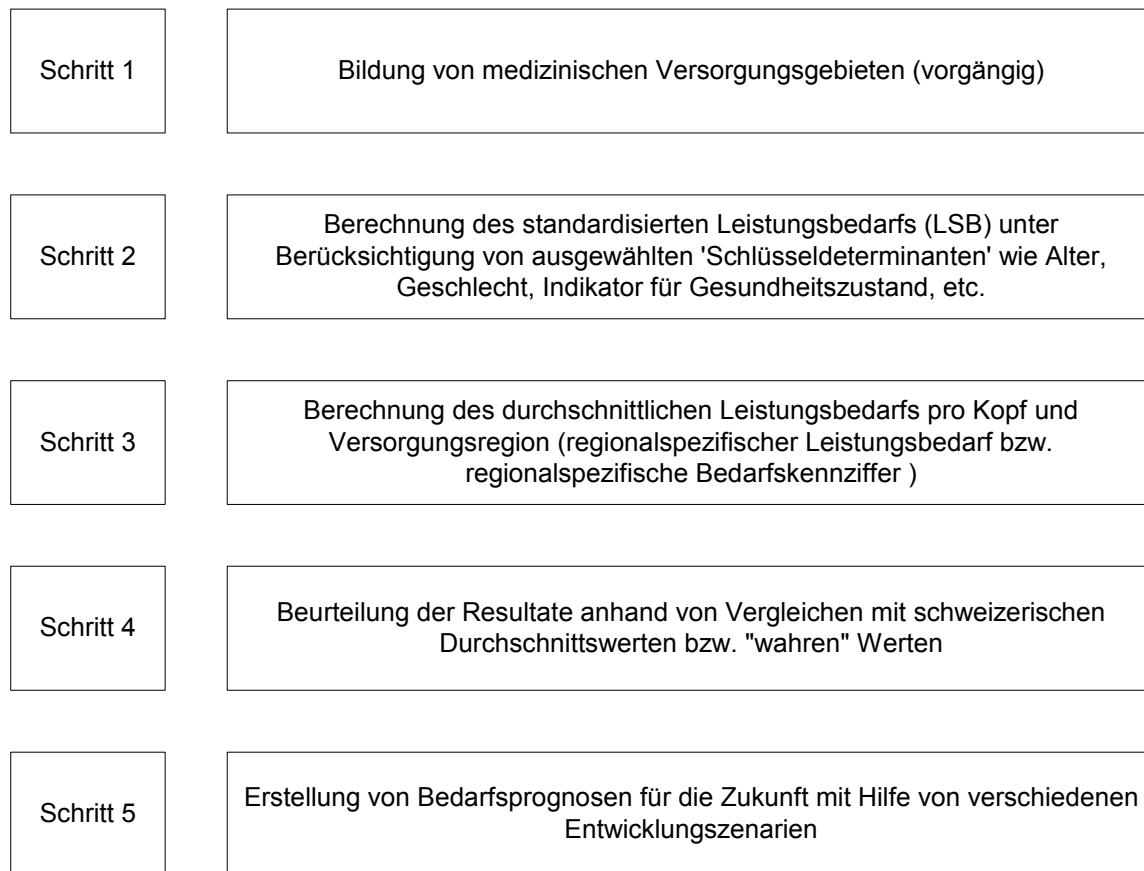 Schritt 1
Bildung von medizinischen Versorgungsgebieten (vorgängig)
Schritt 2
Berechnung des standardisierten Leistungsbedarfs (LSB) unter
Berücksichtigung von ausgewählten 'Schlüsseldeterminanten' wie Alter,
Geschlecht, Indikator für Gesundheitszustand, etc.
Schritt 3
Berechnung des durchschnittlichen Leistungsbedarfs pro Kopf und
Versorgungsregion (regionalspezifischer Leistungsbedarf bzw.
regionalspezifische Bedarfskennziffer )
Schritt 4
Beurteilung der Resultate anhand von Vergleichen mit schweizerischen
Durchschnittswerten bzw. "wahren" Werten
Schritt 5
Erstellung von Bedarfsprognosen für die Zukunft mit Hilfe von verschiedenen
Entwicklungszenarien